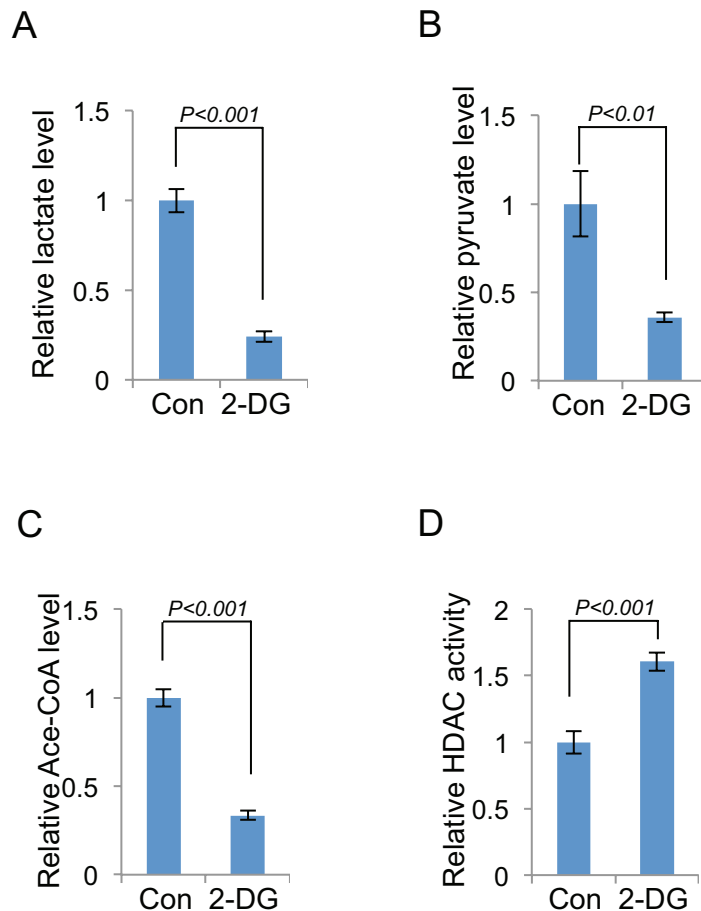 A
Relative lactate level
1.5
1
0.5
0
P<0.001
Con 2-DG
B
Relative pyruvate level
1.5
1
0.5
0
P<0.01
Con 2-DG
C
Relative Ace-CoA level
1.5
1
0.5
0
P<0.001
Con 2-DG
D
Relative HDAC activity
2
1.5
1
0.5
0
P<0.001
Con 2-DG